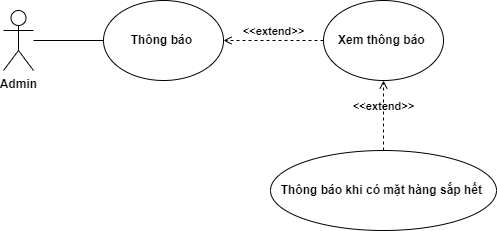 <<extend>>
Thông báo
Xem thông báo
Admin
<<extend>>
Thông báo khi có mặt hàng sắp hết